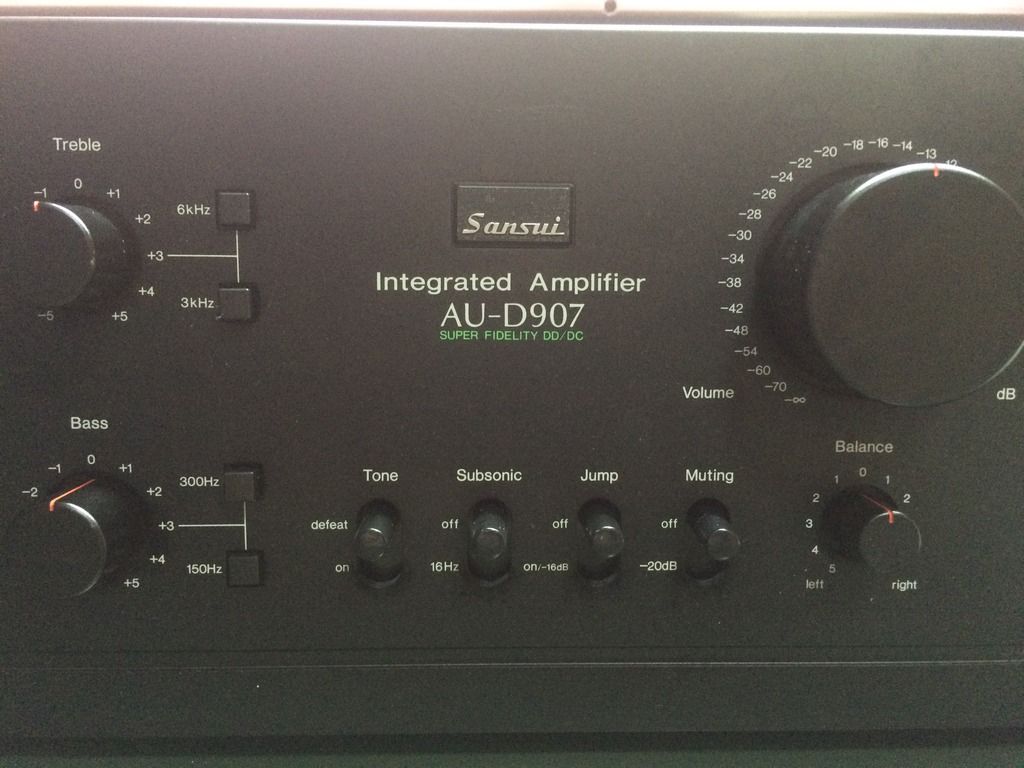 Treble
-1 0 +1 +2 +3 +4 +5 -5
6kHz
3kHz
Sansui
Integrated Amplifier
AU-D907
SUPER FIDELITY DD/DC
-13 -14 -16 -18 -20 -22 -24 -26 -28 -30 -34 -38 -42 -48 -54 -60 -70 -∞
Volume
dB
Bass
-2 -1 0 +1 +2 +3 +4 +5
300Hz
150Hz
Tone
defeat
on
Subsonic
off
16Hz
Jump
off
on/-16dB
Muting
off
-20dB
Balance
5 4 3 2 1 0 1 2
left
right